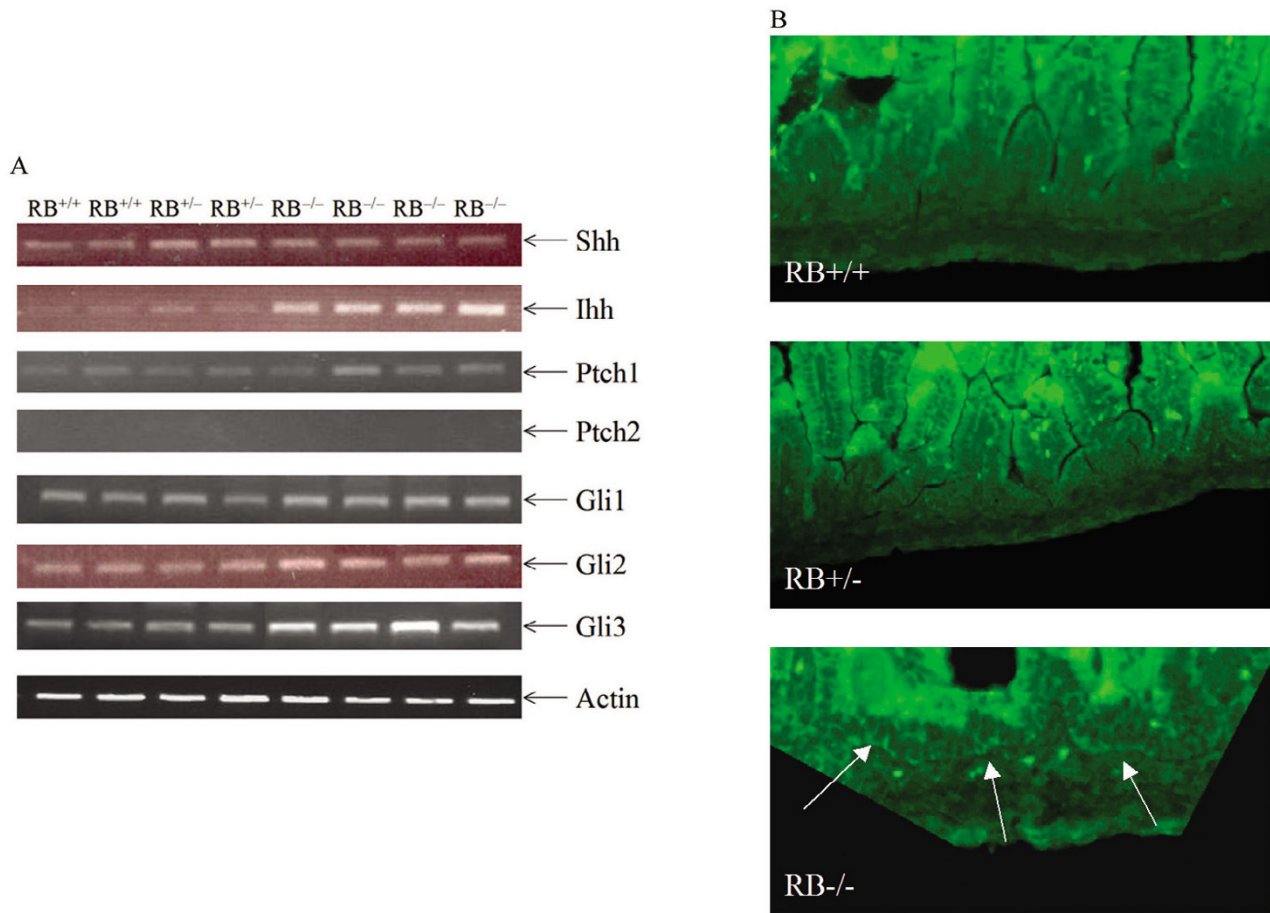 A
RB+/+ RB+/+ RB+/– RB+/– RB–/– RB–/– RB–/– RB–/–
Shh
Ihh
Ptch1
Ptch2
Gli1
Gli2
Gli3
Actin
B
RB+/+
RB+/-
RB-/-